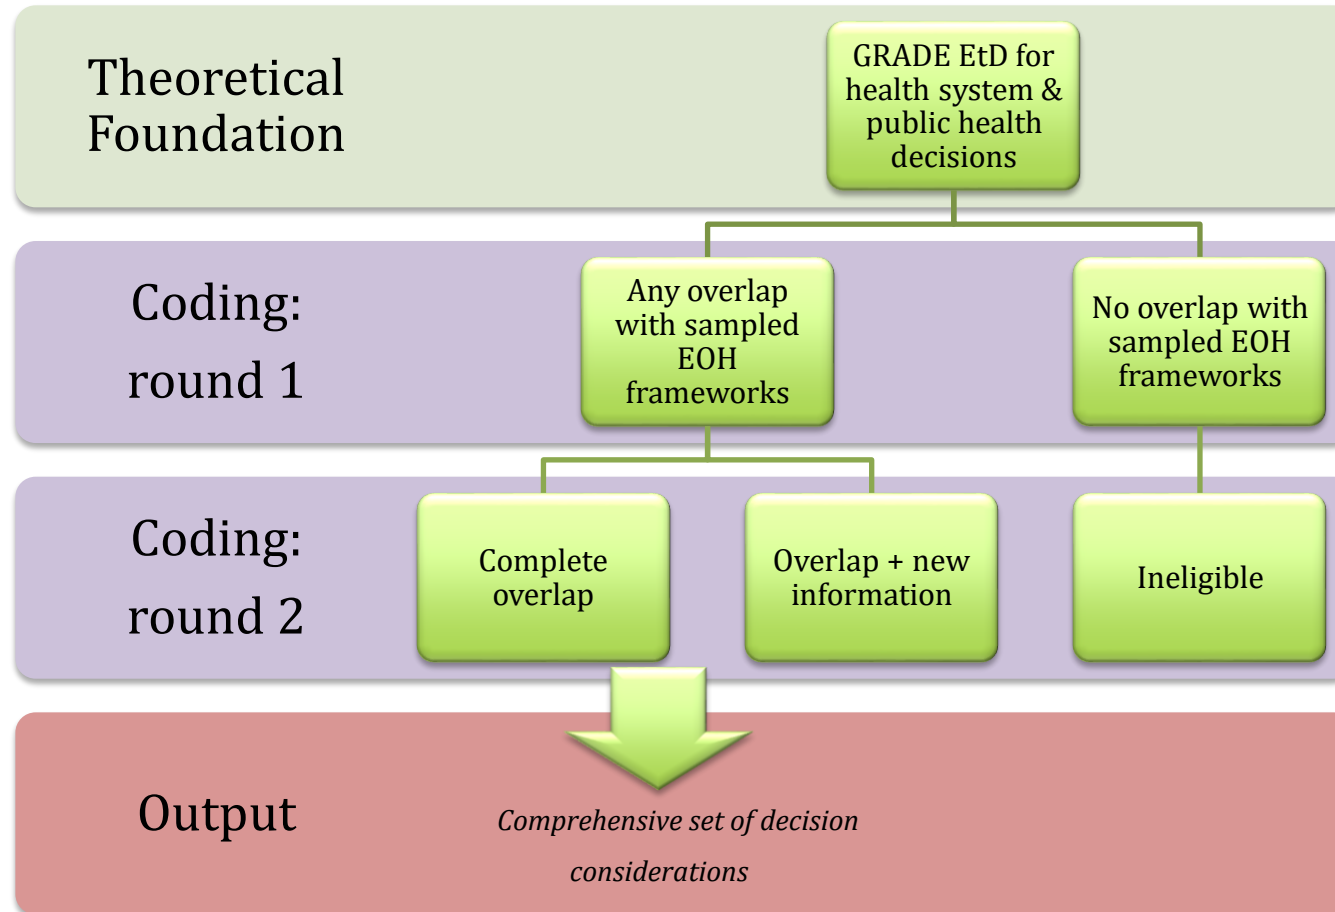 Theoretical
Foundation
GRADE EtD for
health system &
public health
decisions
Coding:
round 1
Any overlap
with sampled
EOH
frameworks
No overlap with
sampled EOH
frameworks
Coding:
round 2
Complete
overlap
Overlap + new
information
Ineligible
Output
Comprehensive set of decision
considerations